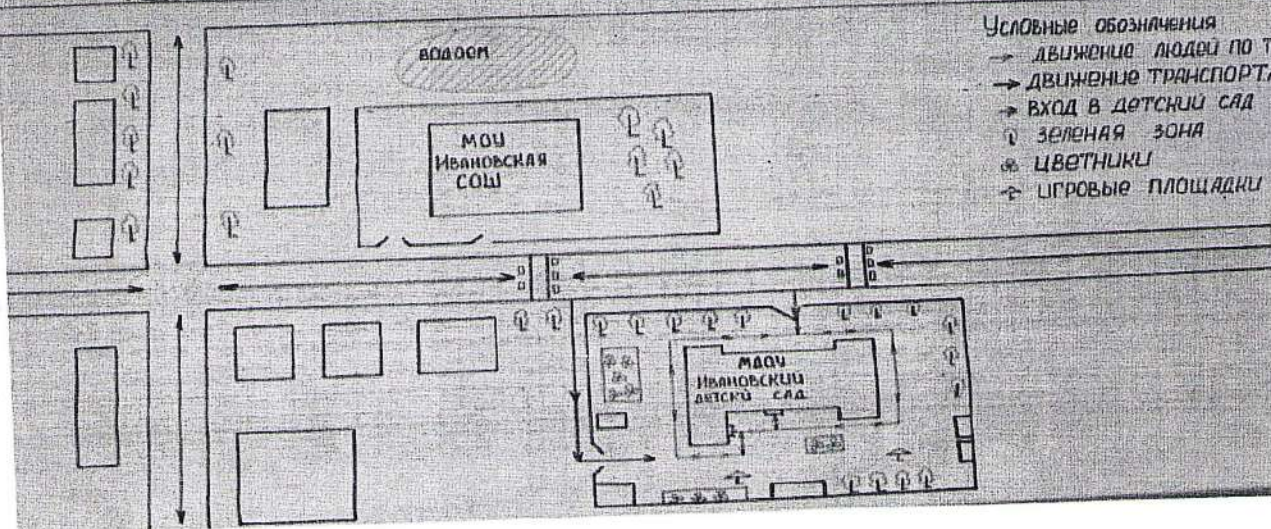 водоем
МОУ
Ивановская
СОШ
Условные обозначения
движение людей по
движение транспорта
вход в детский сад
зеленая зона
цветники
игровые площадки
МДОУ
Ивановский
детски сад